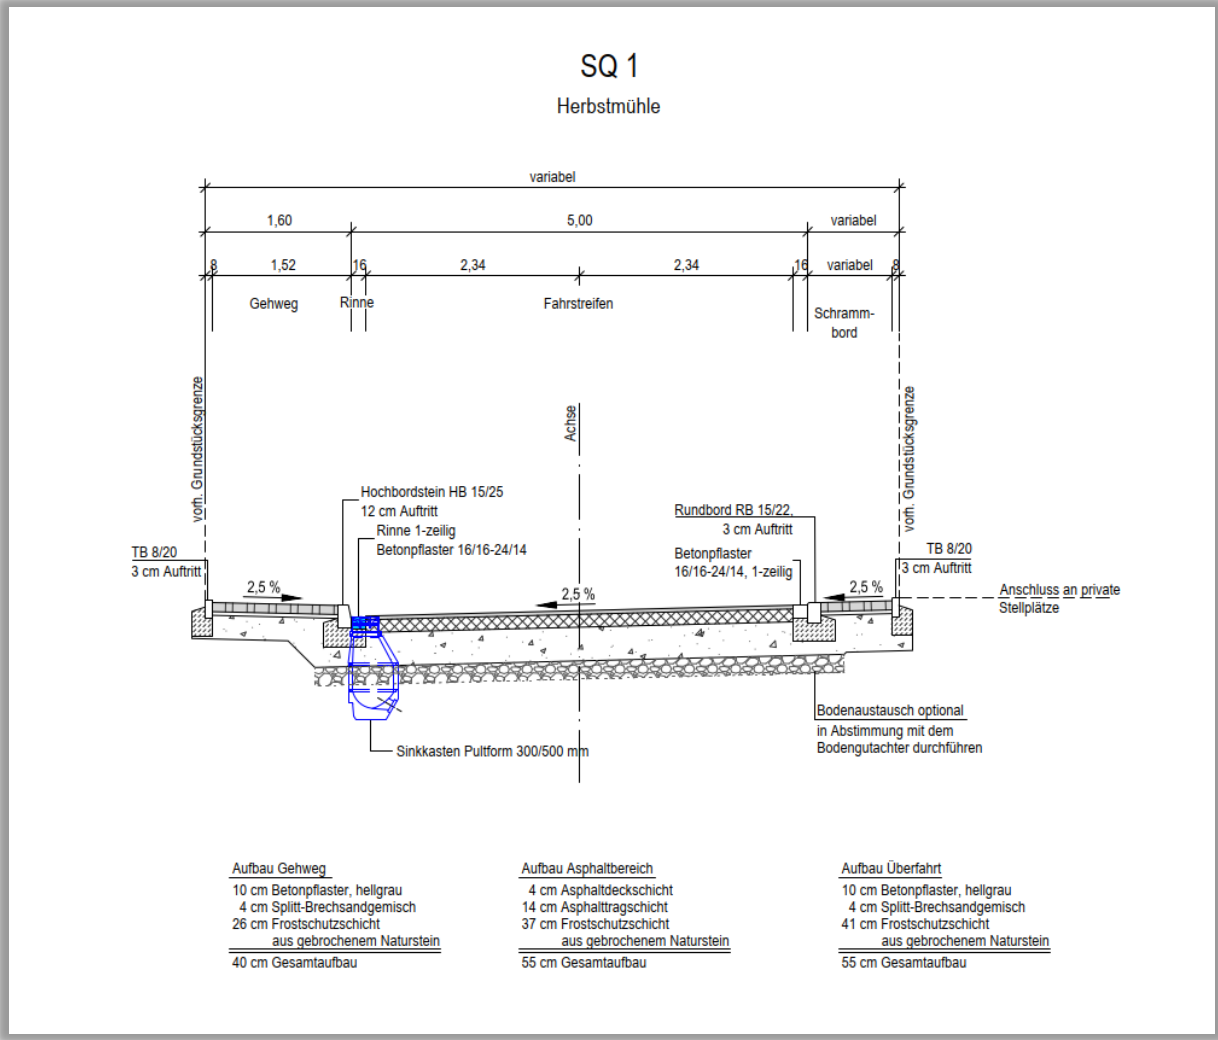 SQ 1
Herbstmühle
variabel
1,60
5,00
variabel
8
1,52
16
2,34
2,34
16
variabel
8
Gehweg
Rinne
Fahrstreifen
Schramm-
bord
vorh. Grundstücksgrenze
Achse
vorh. Grundstücksgrenze
Hochbordstein HB 15/25
12 cm Auftritt
Rinne 1-zeilig
Betonpflaster 16/16-24/14
Rundbord RB 15/22,
3 cm Auftritt
Betonpflaster
16/16-24/14, 1-zeilig
TB 8/20
3 cm Auftritt
TB 8/20
3 cm Auftritt
2,5 %
2,5 %
2,5 %
Anschluss an private
Stellplätze
Bodenaustausch optional
in Abstimmung mit dem
Bodengutachter durchführen
Sinkkasten Pultform 300/500 mm
Aufbau Gehweg
10 cm Betonpflaster, hellgrau
4 cm Splitt-Brechsandgemisch
26 cm Frostschutzschicht
aus gebrochenem Naturstein
40 cm Gesamtaufbau
Aufbau Asphaltbereich
4 cm Asphaltdeckschicht
14 cm Asphalttragschicht
37 cm Frostschutzschicht
aus gebrochenem Naturstein
55 cm Gesamtaufbau
Aufbau Überfahrt
10 cm Betonpflaster, hellgrau
4 cm Splitt-Brechsandgemisch
41 cm Frostschutzschicht
aus gebrochenem Naturstein
55 cm Gesamtaufbau